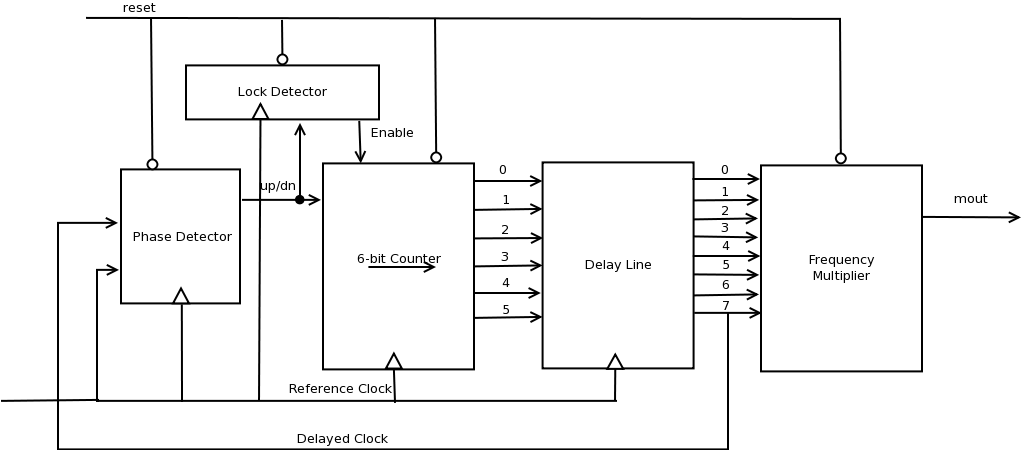 reset
Lock Detector
Enable
up/dn
Phase Detector
6-bit Counter
0
1
2
3
4
5
Delay Line
0
1
2
3
4
5
6
7
Frequency
Multiplier
mout
Reference Clock
Delayed Clock